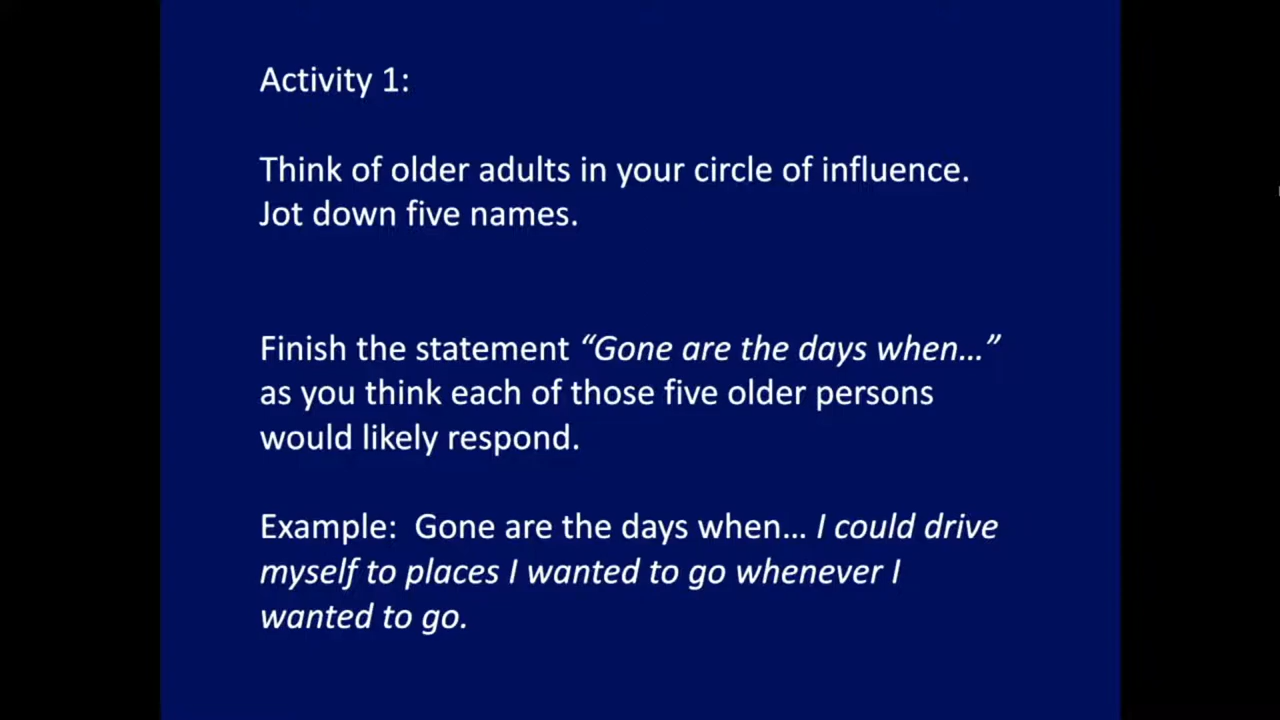 Activity 1:
Think of older adults in your circle of influence.
Jot down five names.
Finish the statement “Gone are the days when…”
as you think each of those five older persons
would likely respond.
Example:  Gone are the days when… I could drive
myself to places I wanted to go whenever I
wanted to go.